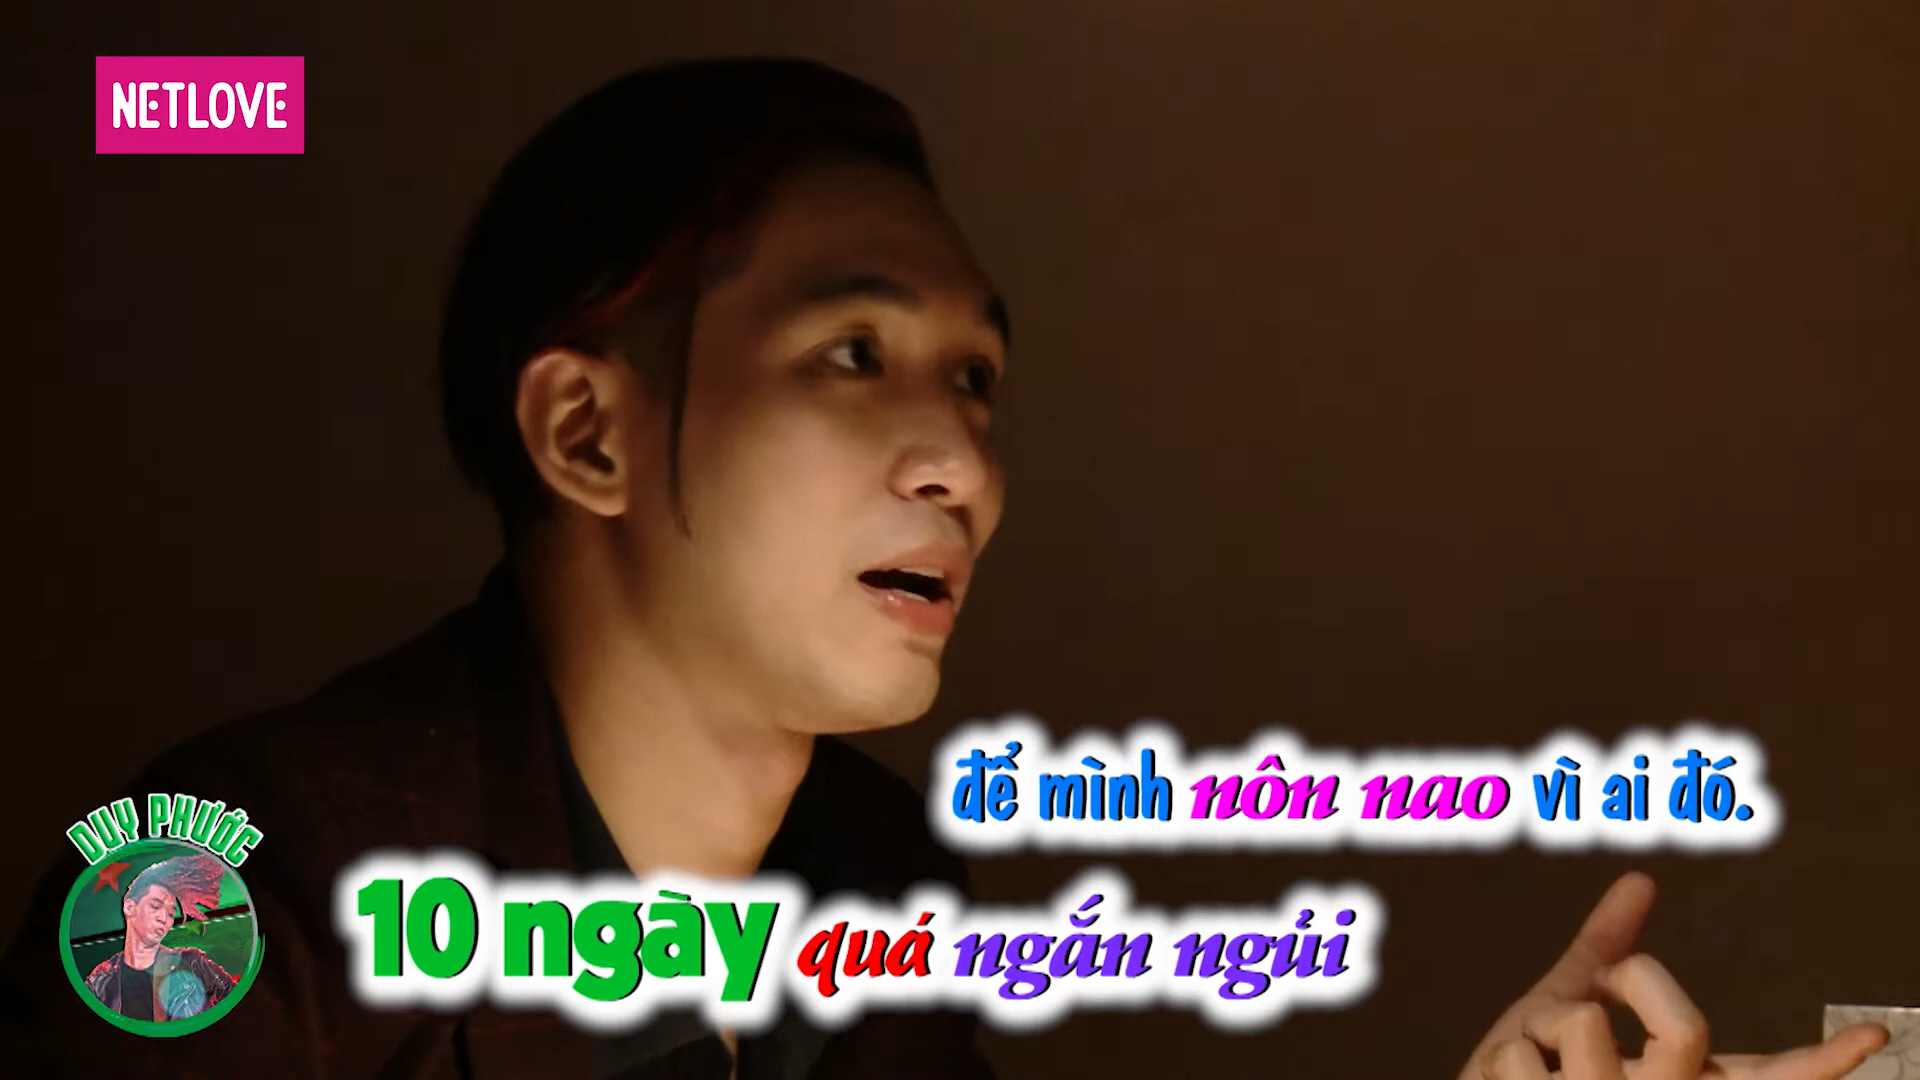 NETLOVE
để mình nôn nao vì ai đó.
DUY PHƯỚC
10 ngày quá ngắn ngủi